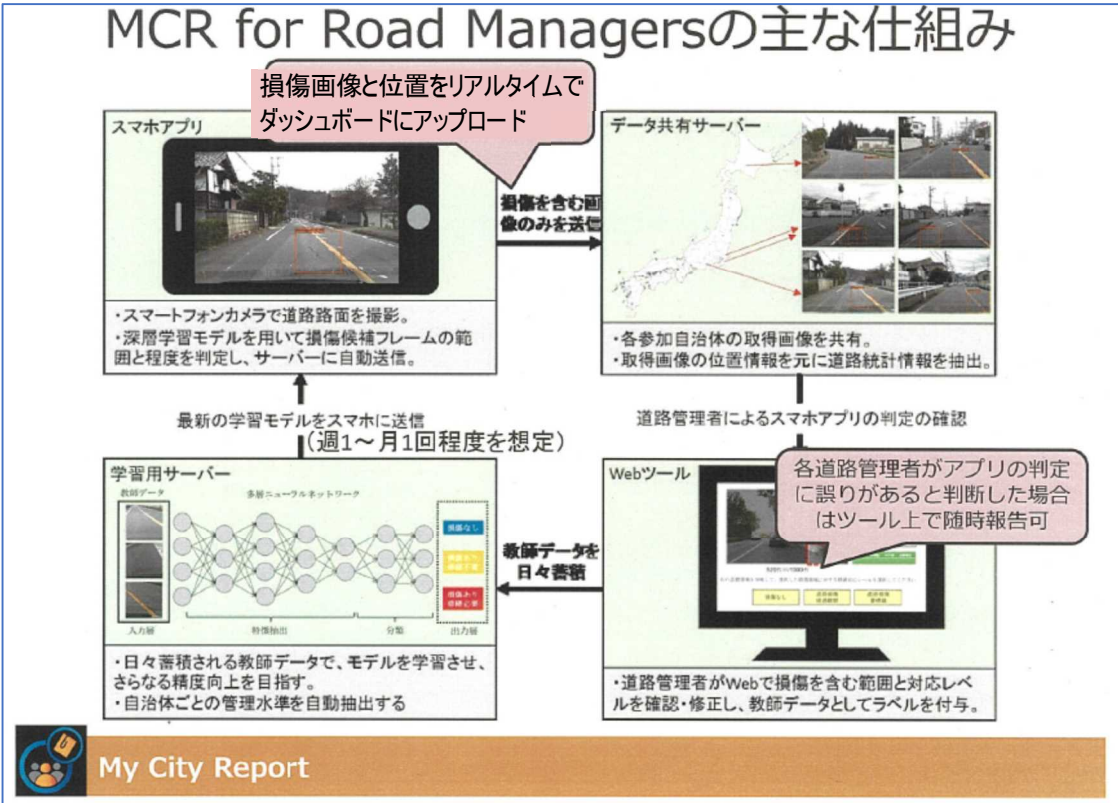 MCR for Road Managersの主な仕組み
損傷画像と位置をリアルタイムで
ダッシュボードにアップロード
スマホアプリ
・スマートフォンカメラで道路路面を撮影。
・深層学習モデルを用いて損傷候補フレームの範
囲と程度を判定し、サーバーに自動送信。
損傷を含む画
像のみを送信
データ共有サーバー
・各参加自治体の取得画像を共有。
・取得画像の位置情報を元に道路統計情報を抽出。
最新の学習モデルをスマホに送信
(週1～月1回程度を想定)
道路管理者によるスマホアプリの判定の確認
学習用サーバー
教師データ
多層ニューラルネットワーク
損傷なし
入力層
特徴抽出
分類
出力層
・日々蓄積される教師データで、モデルを学習させ、
さらなる精度向上を目指す。
・自治体ごとの管理水準を自動抽出する
教師データを
日々蓄積
Webツール
各道路管理者がアプリの判定
に誤りがあると判断した場合
はツール上で随時報告可
損傷なし
・道路管理者がWebで損傷を含む範囲と対応レベ
ルを確認・修正し、教師データとしてラベルを付与。
My City Report